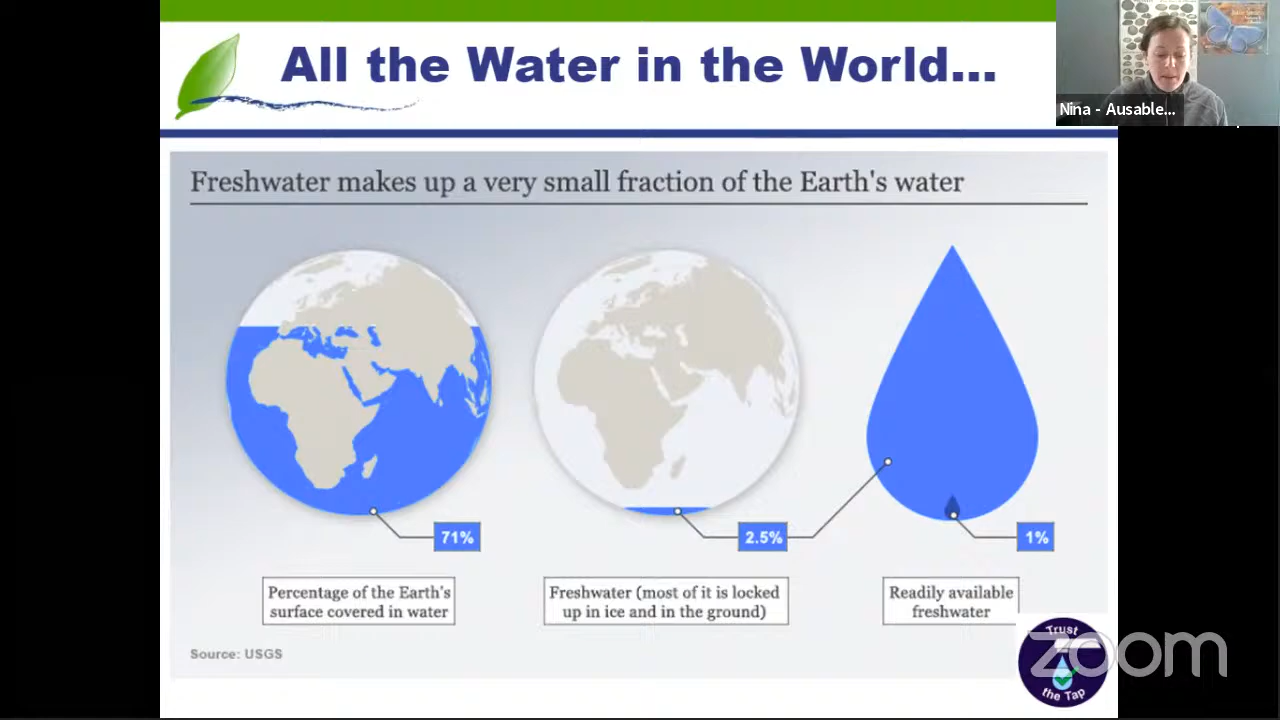 All the Water in the World...
Nina - Ausable...
Freshwater makes up a very small fraction of the Earth's water
71%
2.5%
1%
Percentage of the Earth's
surface covered in water
Freshwater (most of it is locked
up in ice and in the ground)
Readily available
freshwater
Source: USGS
Trust
the Tap
zoom